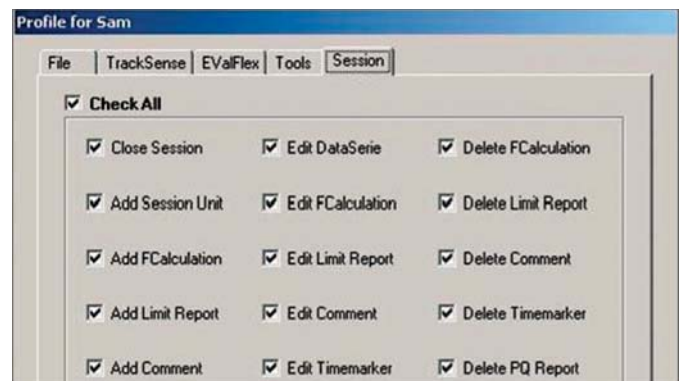 Profile for Sam
File TrackSense EValFlex Tools Session
Check All
Close Session Edit DataSerie Delete FCalculation
Add Session Unit Edit FCalculation Delete Limit Report
Add FCalculation Edit Limit Report Delete Comment
Add Limit Report Edit Comment Delete Timemarker
Add Comment Edit Timemarker Delete PQ Report